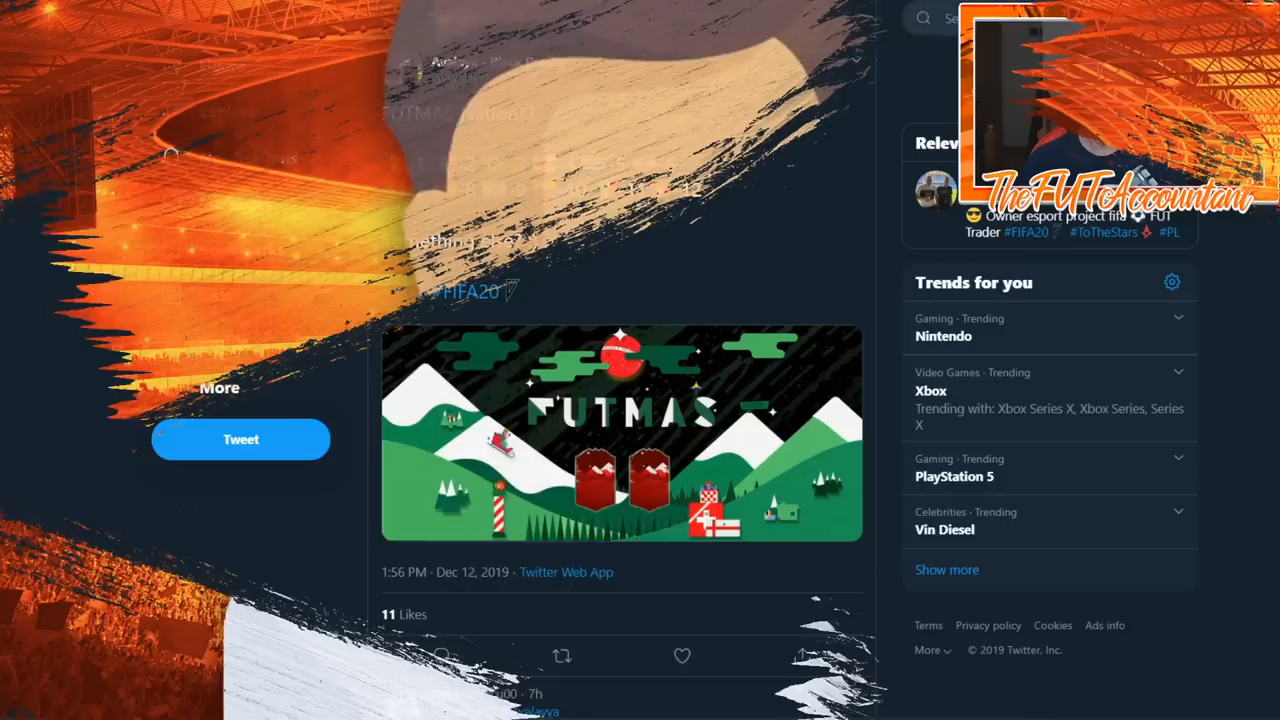 Relev
TheFUTAccountant
😎 Owner esport project fifa ⚽ FUT
Trader #FIFA20 #ToTheStars #PL
#FIFA20
FUTMAS
More
Tweet
1:56 PM · Dec 12, 2019 · Twitter Web App
11 Likes
7h
Trends for you
Gaming · Trending
Nintendo
Video Games · Trending
Xbox
Trending with: Xbox Series X, Xbox Series, Series
X
Gaming · Trending
PlayStation 5
Celebrities · Trending
Vin Diesel
Show more
Terms Privacy policy Cookies Ads info
More © 2019 Twitter, Inc.